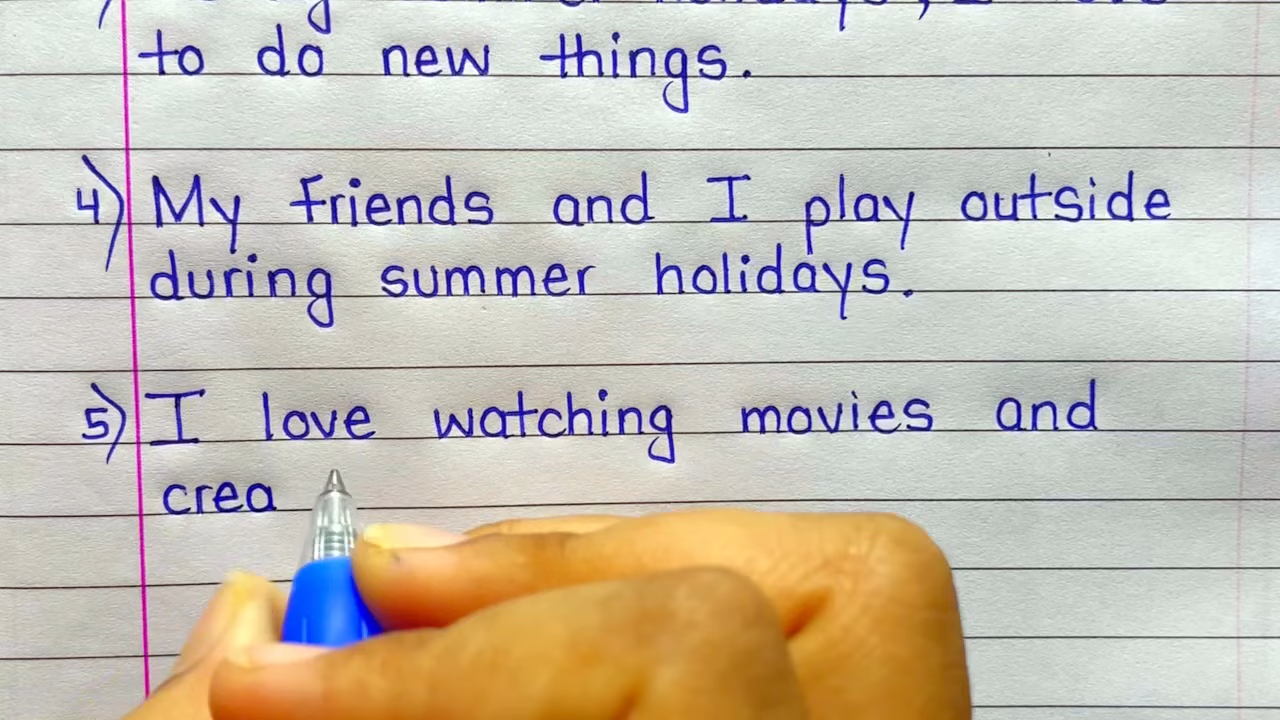 to do new things.
4) My friends and I play outside
during summer holidays.
5) I love watching movies and
crea